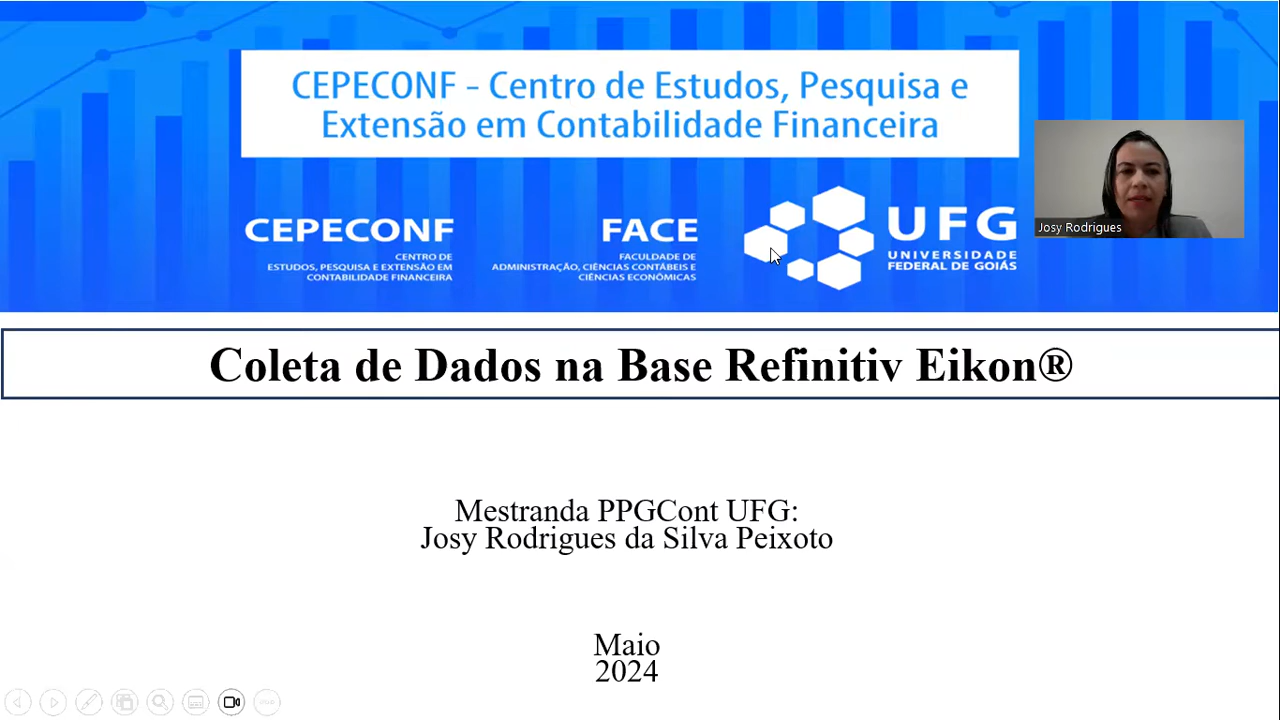 CEPECONF - Centro de Estudos, Pesquisa e
Extensão em Contabilidade Financeira
CEPECONF
CENTRO DE
ESTUDOS, PESQUISA E EXTENSÃO EM
CONTABILIDADE FINANCEIRA
FACE
FACULDADE DE
ADMINISTRAÇÃO, CIÊNCIAS CONTÁBEIS E
CIÊNCIAS ECONÔMICAS
UFG
UNIVERSIDADE
FEDERAL DE GOIÁS
Josy Rodrigues
Coleta de Dados na Base Refinitiv Eikon®
Mestranda PPGCont UFG:
Josy Rodrigues da Silva Peixoto
Maio
2024